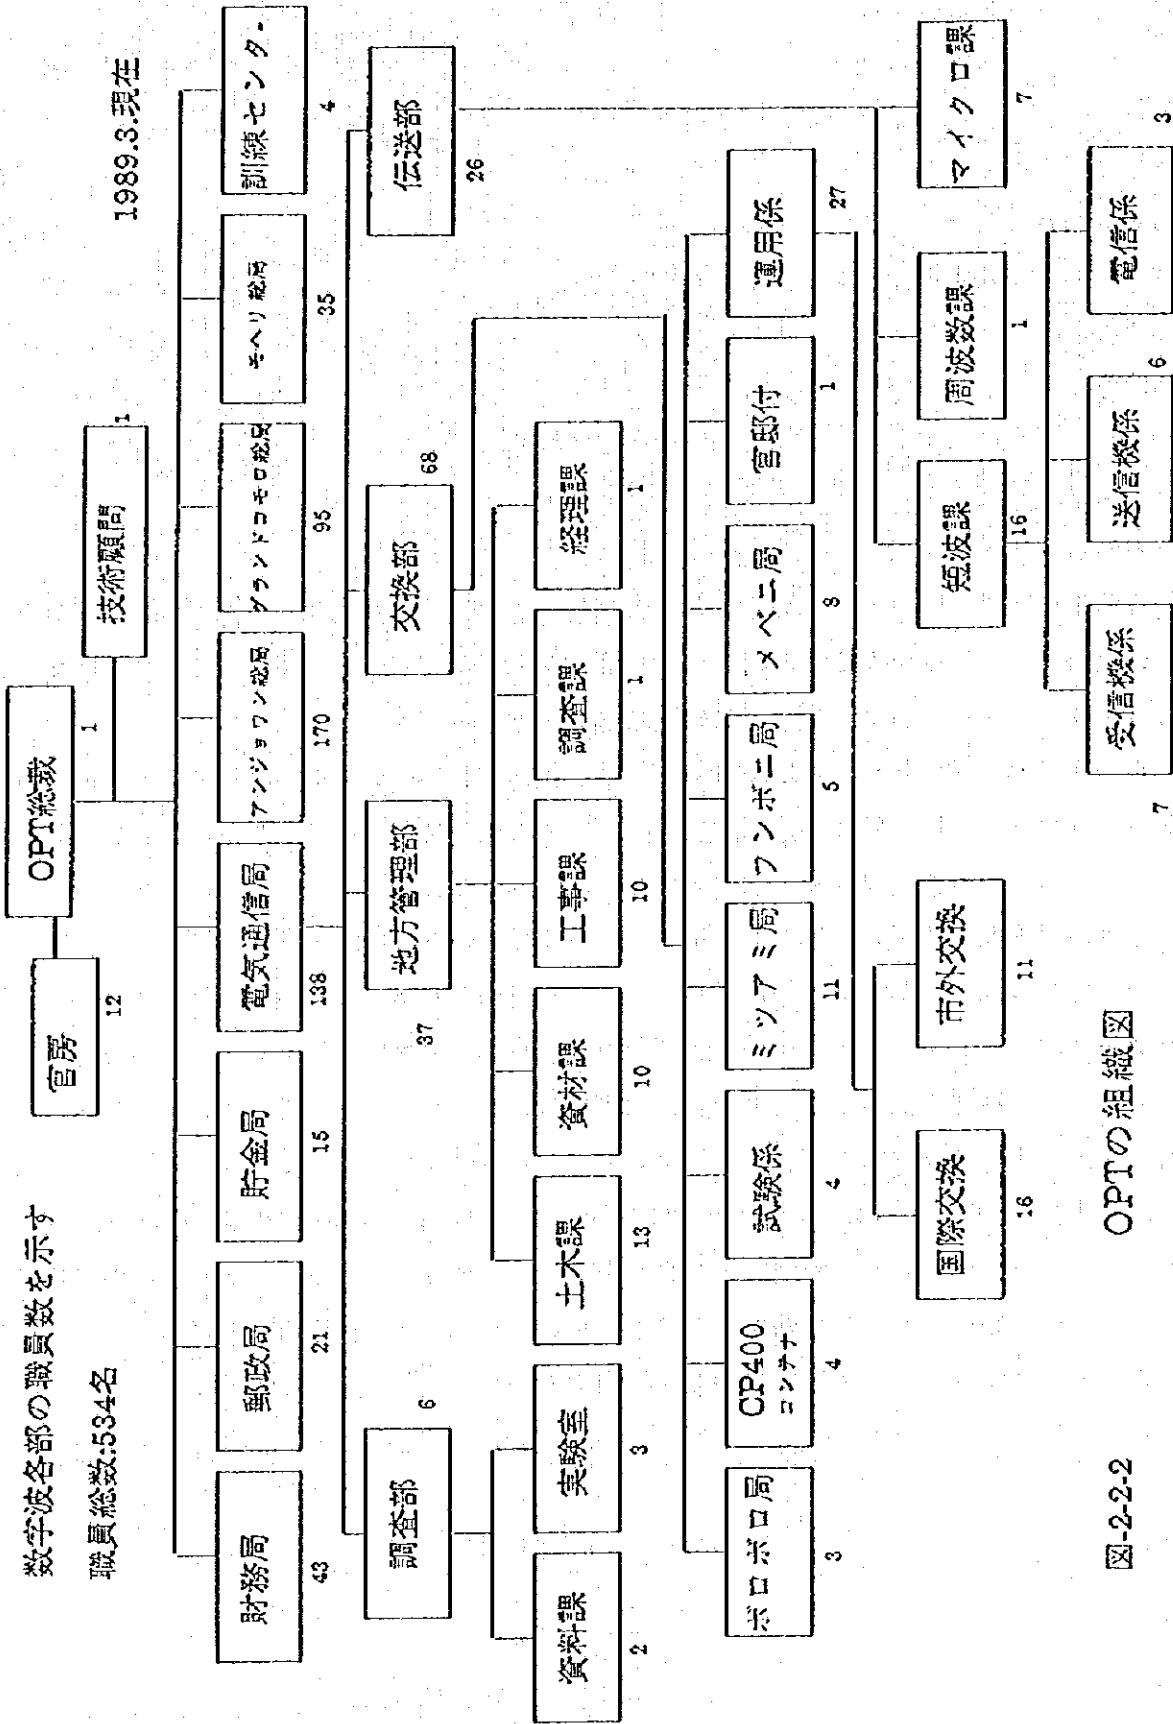 数字波各部の職員数を示す
職員総数:534名
1989.3.現在
OPT総裁
1
官房
12
技術顧問
1
財務局
43
郵政局
21
貯金局
15
電気通信局
138
アンジョワン総局
170
グランドコモロ総局
95
モヘリ総局
35
訓練センター
4
調査部
6
地方管理部
37
交換部
68
伝送部
26
資料課
2
実験室
3
土木課
13
資材課
10
工事課
10
調査課
1
経理課
1
ボロボロ局
3
CP400
コンテナ
4
試験係
4
ミツアミ局
11
フンボニ局
5
メベニ局
8
官邸付
1
運用係
27
国際交換
16
市外交換
11
短波課
16
周波数課
1
マイクロ課
7
受信機係
7
送信機係
6
電信係
3
図-2-2-2
OPTの組織図